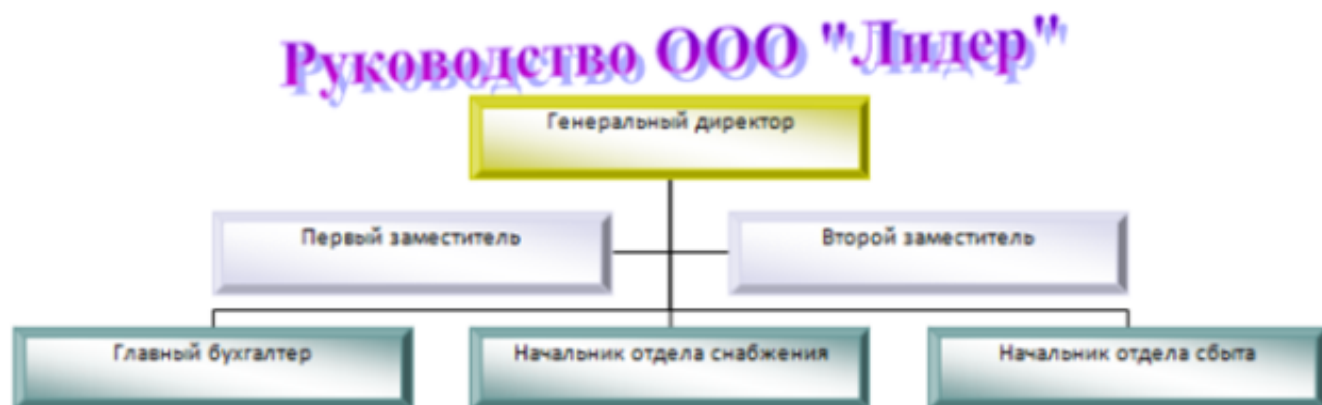 Руководство ООО "Лидер"
Генеральный директор
Первый заместитель
Второй заместитель
Главный бухгалтер
Начальник отдела снабжения
Начальник отдела сбыта